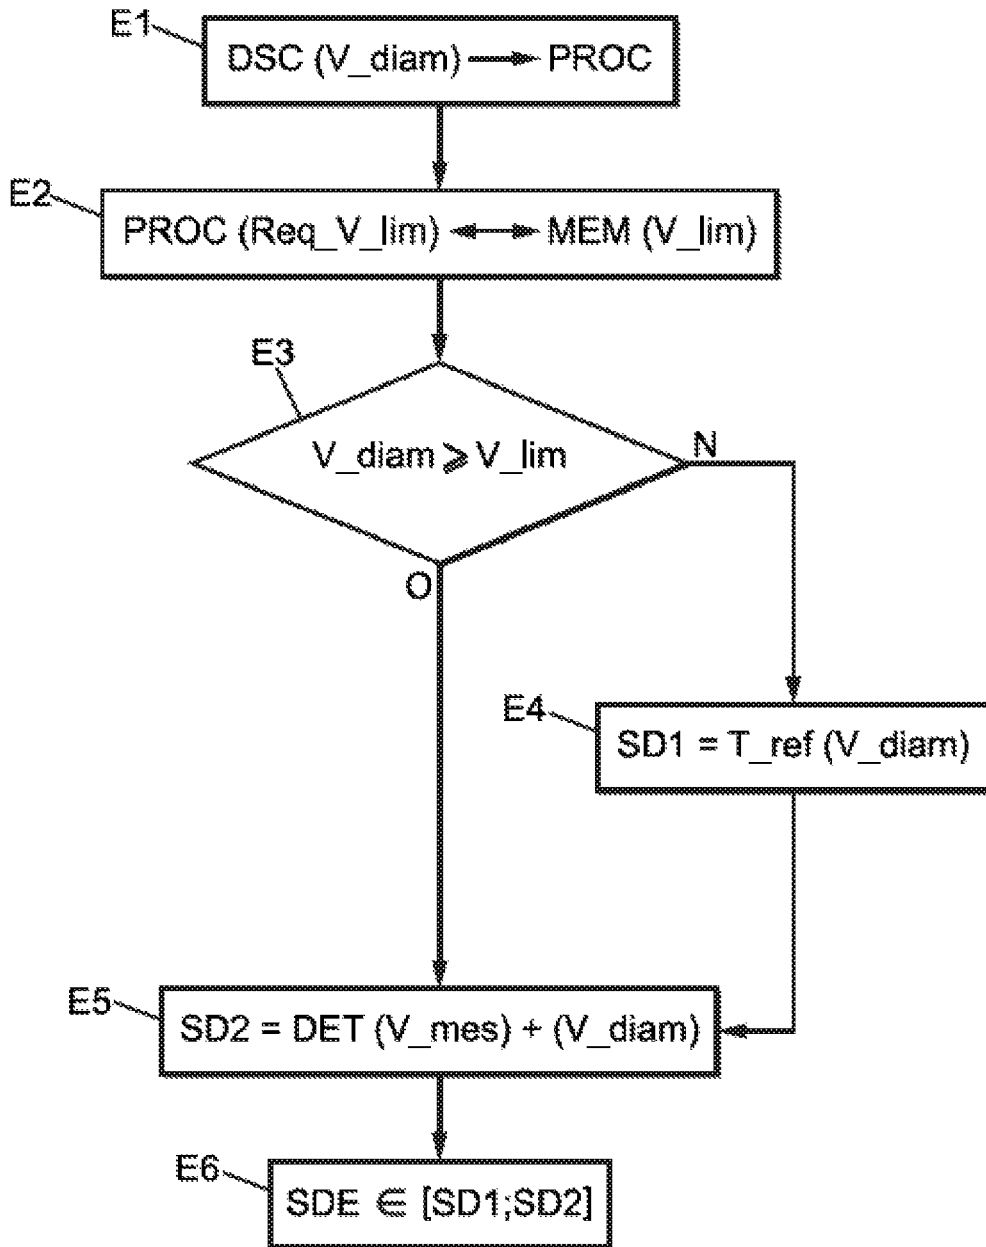 E1
DSC (V_diam) → PROC
E2
PROC (Req_V_lim) ↔ MEM (V_lim)
E3
V_diam ⩾ V_lim
N
O
E4
SD1 = T_ref (V_diam)
E5
SD2 = DET (V_mes) + (V_diam)
E6
SDE ∈ [SD1;SD2]